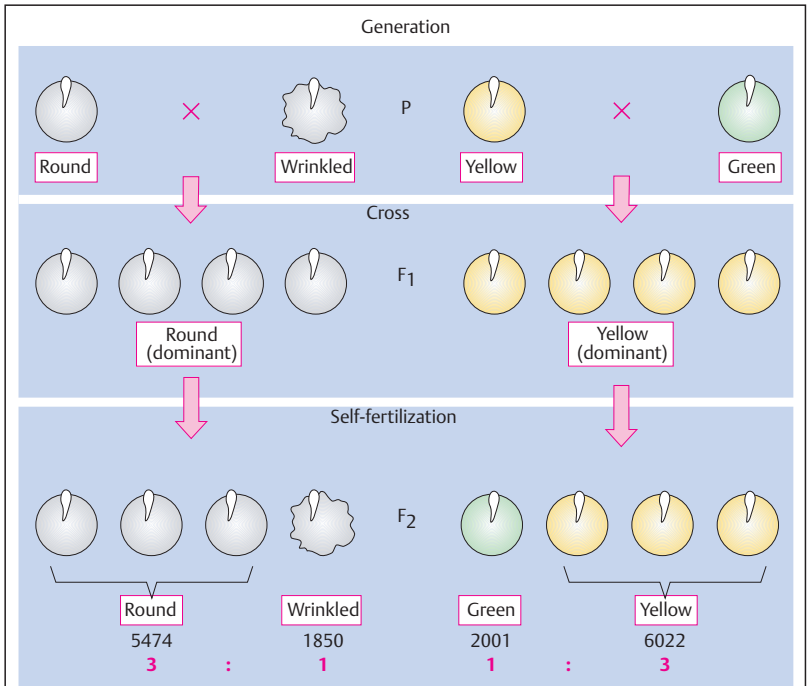 Generation
× P ×
Round Wrinkled Yellow Green
Cross
F1
Round
(dominant)
Yellow
(dominant)
Self-fertilization
F2
Round Wrinkled Green Yellow
5474 1850 2001 6022
3 : 1 1 : 3